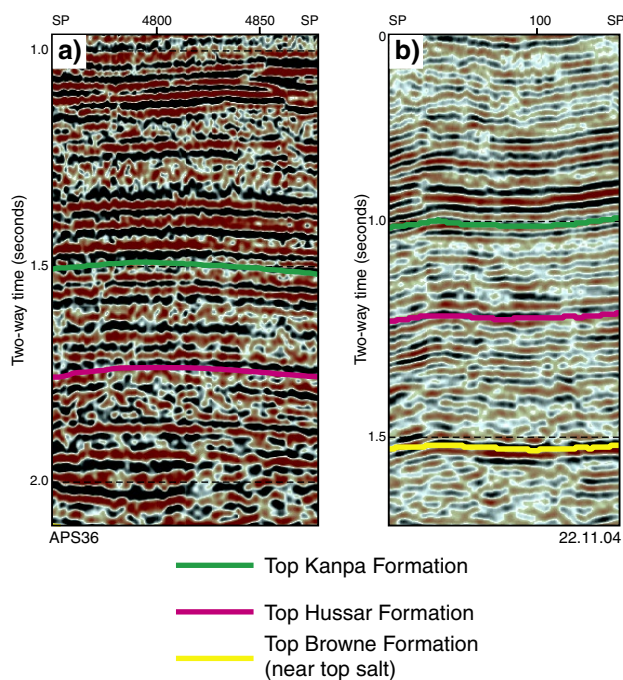 SP 4800 4850 SP
a)
1.0
1.5
2.0
Two-way time (seconds)
APS36
SP 100 SP
b)
0
1.0
1.5
Two-way time (seconds)
22.11.04
Top Kanpa Formation
Top Hussar Formation
Top Browne Formation
(near top salt)